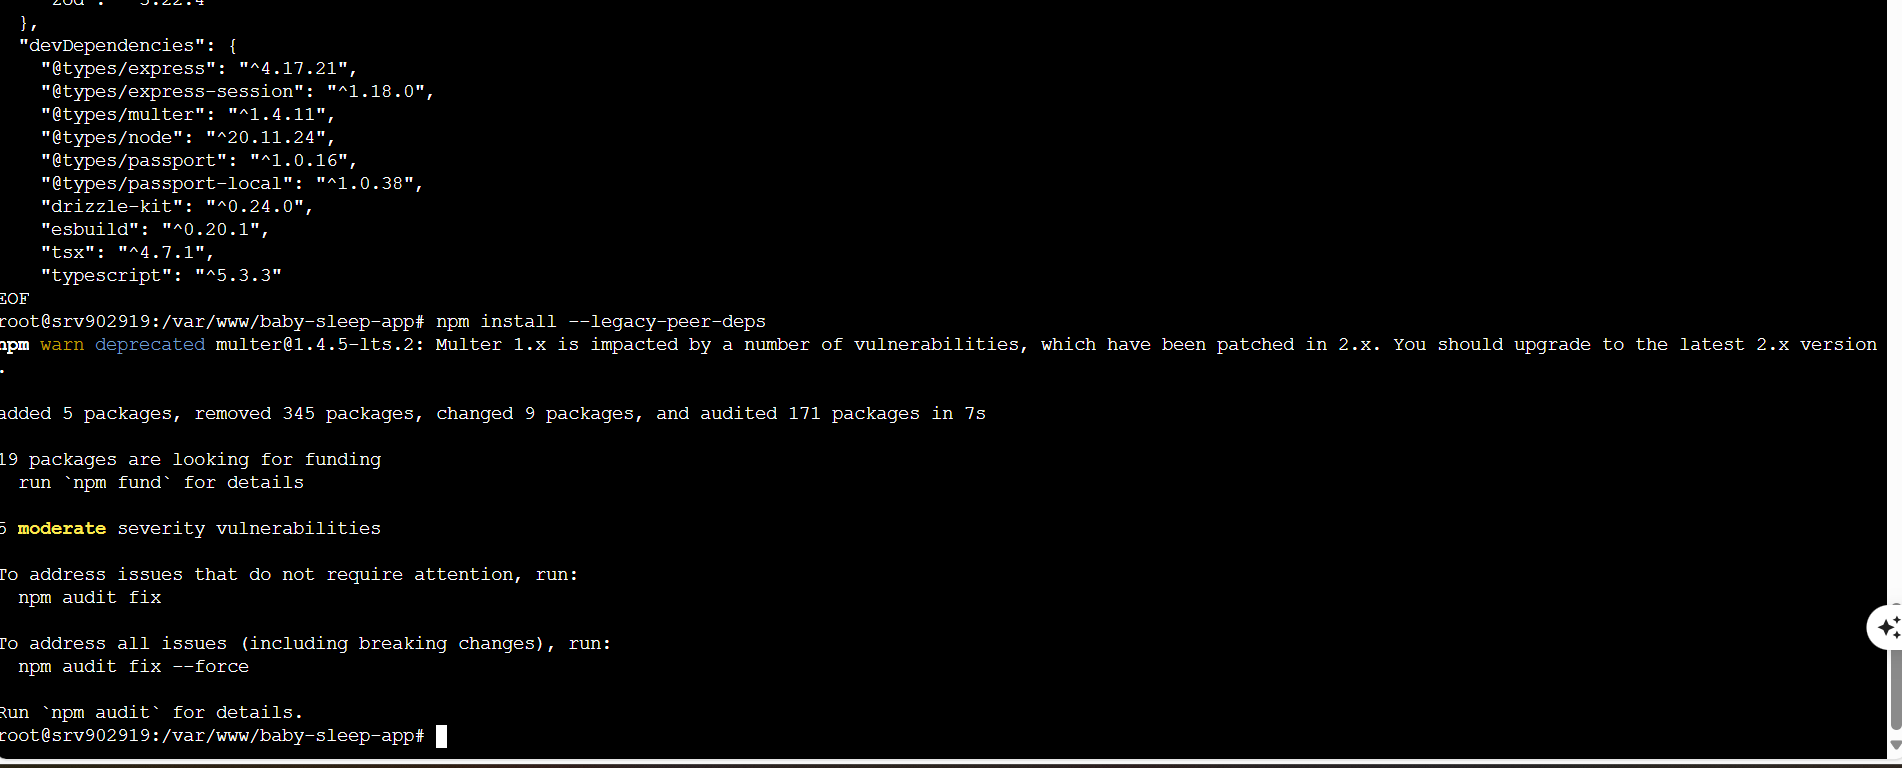 zod": "^3.22.4"
},
"devDependencies": {
"@types/express": "^4.17.21",
"@types/express-session": "^1.18.0",
"@types/multer": "^1.4.11",
"@types/node": "^20.11.24",
"@types/passport": "^1.0.16",
"@types/passport-local": "^1.0.38",
"drizzle-kit": "^0.24.0",
"esbuild": "^0.20.1",
"tsx": "^4.7.1",
"typescript": "^5.3.3"
EOF
root@srv902919:/var/www/baby-sleep-app# npm install --legacy-peer-deps
npm warn deprecated multer@1.4.5-lts.2: Multer 1.x is impacted by a number of vulnerabilities, which have been patched in 2.x. You should upgrade to the latest 2.x version
.
added 5 packages, removed 345 packages, changed 9 packages, and audited 171 packages in 7s
19 packages are looking for funding
run `npm fund` for details
5 moderate severity vulnerabilities
To address issues that do not require attention, run:
npm audit fix
To address all issues (including breaking changes), run:
npm audit fix --force
Run `npm audit` for details.
root@srv902919:/var/www/baby-sleep-app#